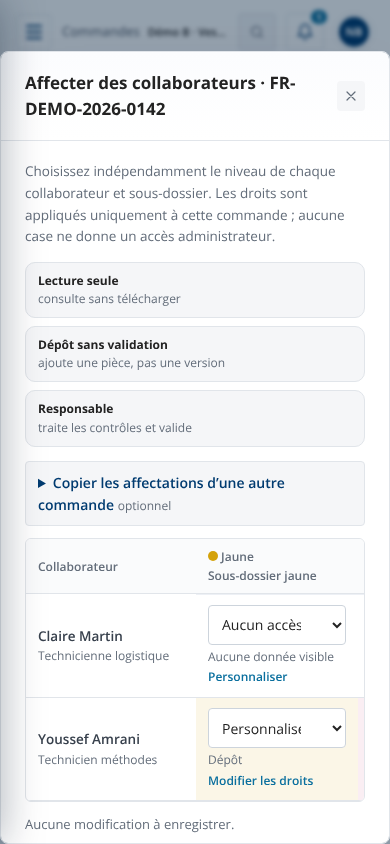 Commandes Démo B · Vos...
Affecter des collaborateurs · FR-
DEMO-2026-0142
Choisissez indépendamment le niveau de chaque
collaborateur et sous-dossier. Les droits sont
appliqués uniquement à cette commande ; aucune
case ne donne un accès administrateur.
Lecture seule
consulte sans télécharger
Dépôt sans validation
ajoute une pièce, pas une version
Responsable
traite les contrôles et valide
Copier les affectations d’une autre
commande optionnel
Collaborateur
Jaune
Sous-dossier jaune
Claire Martin
Technicienne logistique
Aucun accès
Aucune donnée visible
Personnaliser
Youssef Amrani
Technicien méthodes
Personnalisé
Dépôt
Modifier les droits
Aucune modification à enregistrer.